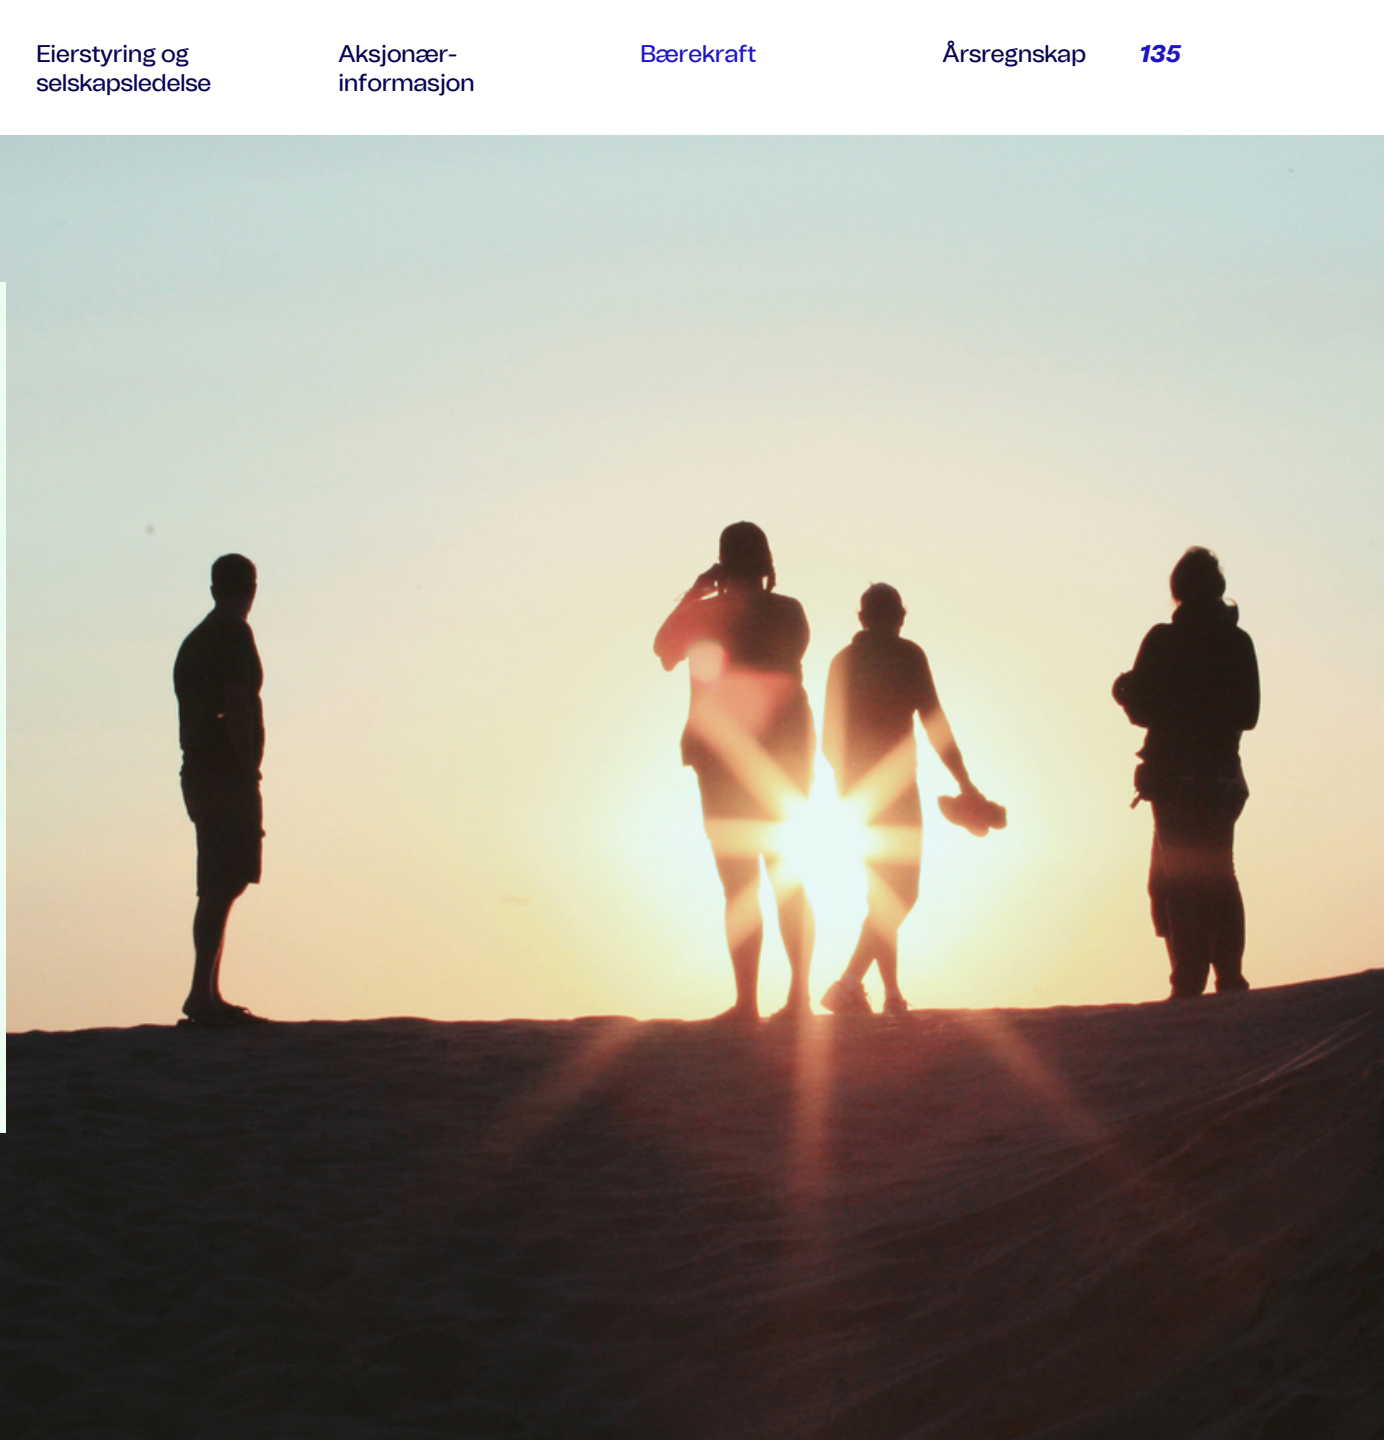 Eierstyring og
selskapsledelse
Aksjonær-
informasjon
Bærekraft
Årsregnskap
135